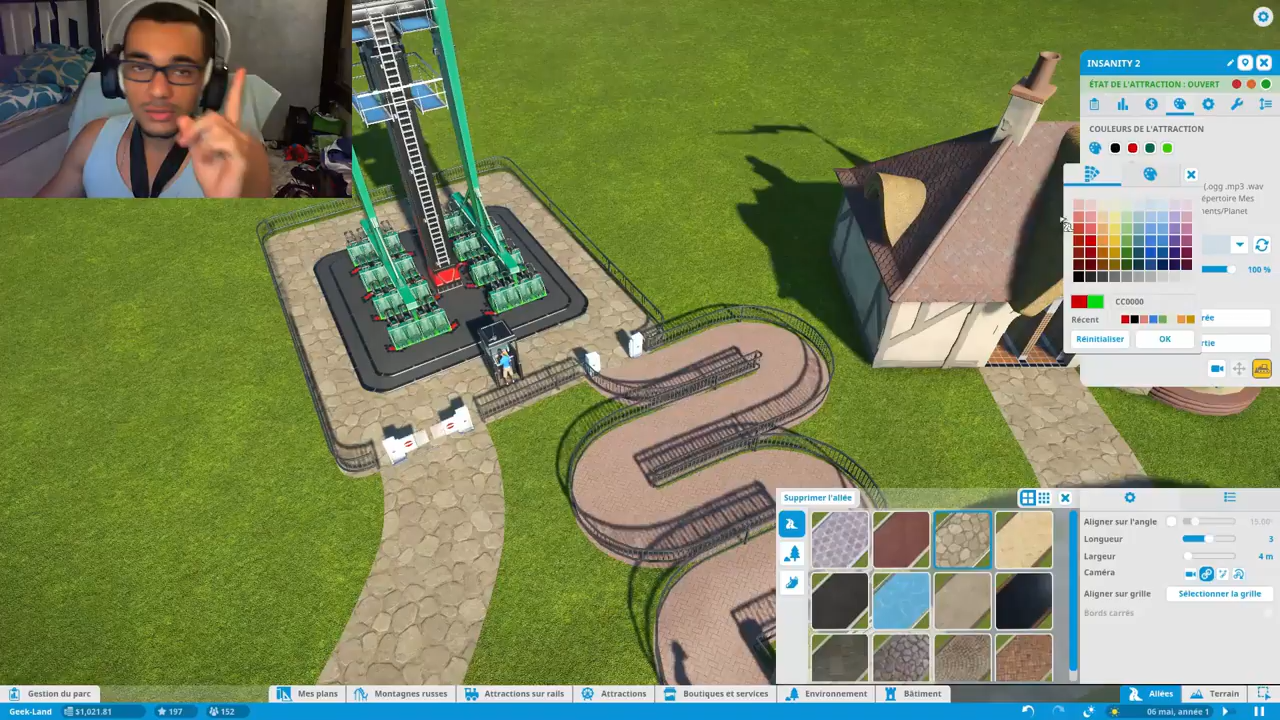 INSANITY 2
ÉTAT DE L'ATTRACTION : OUVERT
COULEURS DE L'ATTRACTION
.ogg .mp3 .wav
épertoire Mes
ments/Planet
100 %
CC0000
Récent
rée
Réinitialiser
OK
rtie
Supprimer l'allée
Aligner sur l'angle
15.00°
Longueur
3
Largeur
4 m
Caméra
Aligner sur grille
Sélectionner la grille
Bords carrés
Gestion du parc
Mes plans
Montagnes russes
Attractions sur rails
Attractions
Boutiques et services
Environnement
Bâtiment
Allées
Terrain
Geek-Land
$1,021.81
197
152
06 mai, année 1